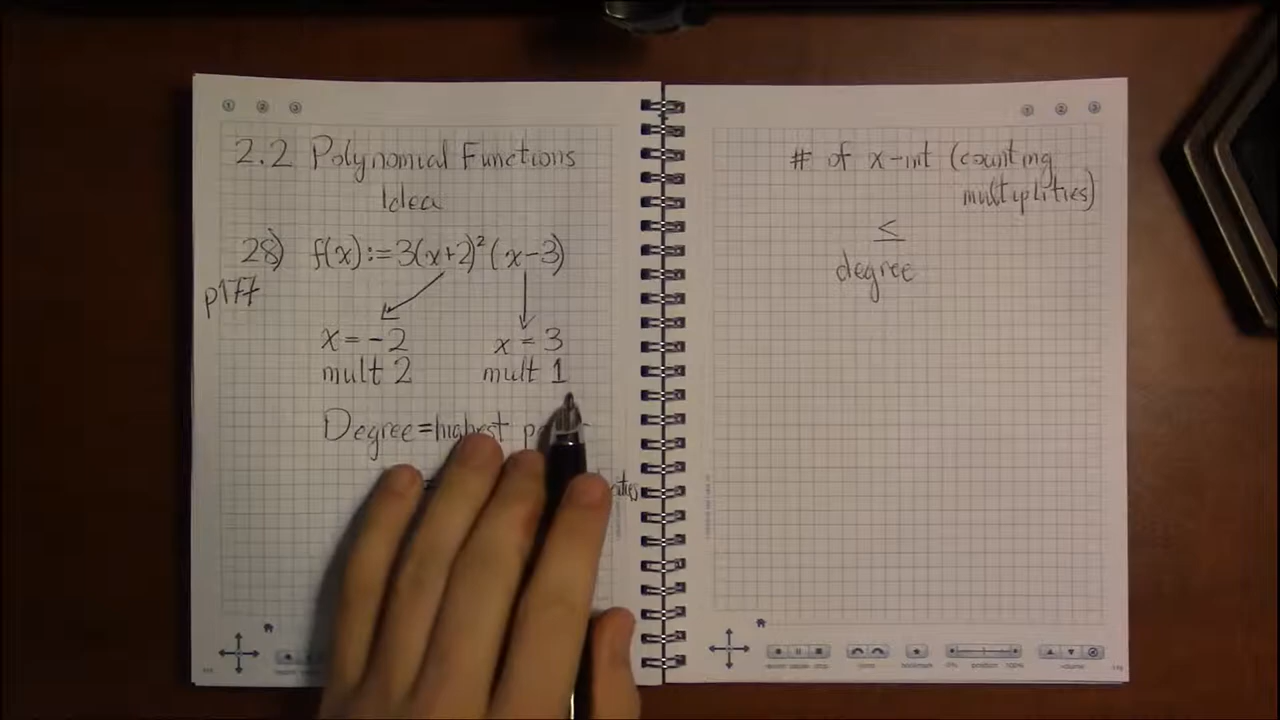 2.2 Polynomial Functions
Idea
28) f(x):=3(x+2)²(x-3)
p177
x=-2 x=3
mult 2 mult 1
Degree=highest
# of x-int (counting
multiplities)
≤
degree